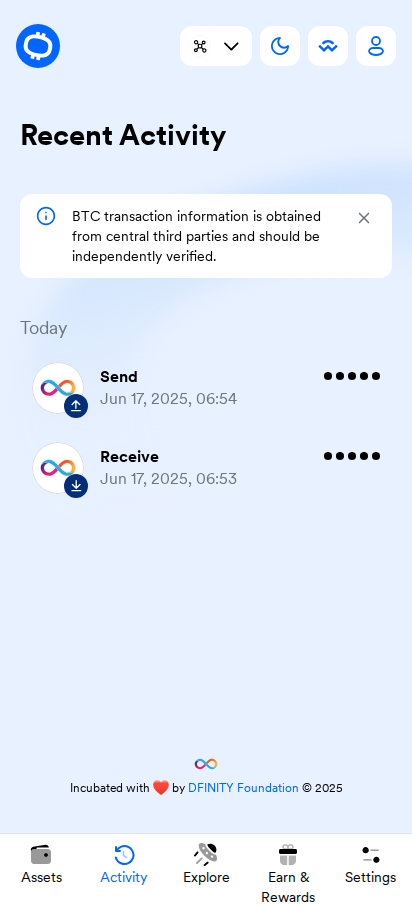 Recent Activity
BTC transaction information is obtained
from central third parties and should be
independently verified.
Today
Send
Jun 17, 2025, 06:54
Receive
Jun 17, 2025, 06:53
Incubated with ❤️ by DFINITY Foundation © 2025
Assets
Activity
Explore
Earn &
Rewards
Settings